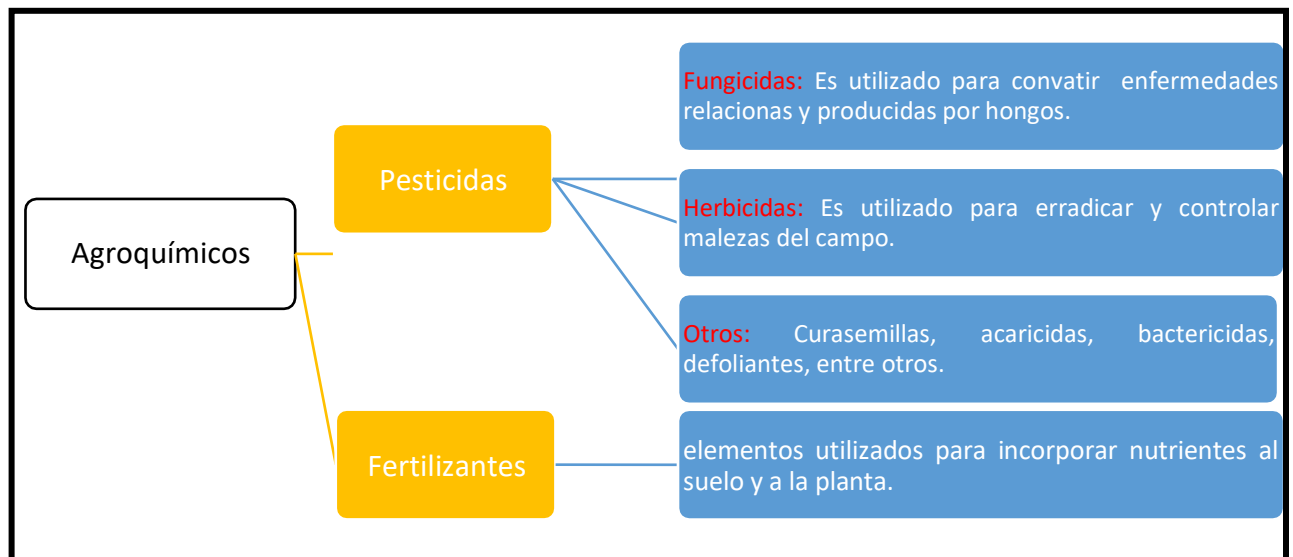 Agroquímicos
Pesticidas
Fungicidas: Es utilizado para convatir enfermedades
relacionas y producidas por hongos.
Herbicidas: Es utilizado para erradicar y controlar
malezas del campo.
Otros: Curasemillas, acaricidas, bactericidas,
defoliantes, entre otros.
Fertilizantes
elementos utilizados para incorporar nutrientes al
suelo y a la planta.